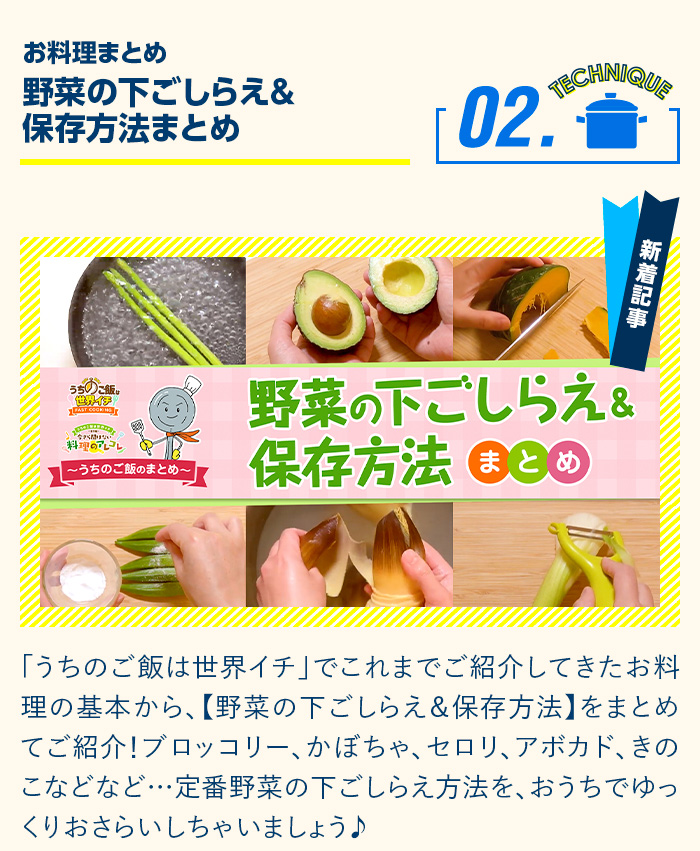 お料理まとめ
野菜の下ごしらえ&
保存方法まとめ
02.
TECHNIQUE
新着記事
うちのご飯は
世界イチ
FAST COOKING
今さら聞けない
料理のアレコレ
～うちのご飯のまとめ～
野菜の下ごしらえ&
保存方法まとめ
「うちのご飯は世界イチ」でこれまでご紹介してきたお料
理の基本から、【野菜の下ごしらえ&保存方法】をまとめ
てご紹介!ブロッコリー、かぼちゃ、セロリ、アボカド、きの
こなどなど…定番野菜の下ごしらえ方法を、おうちでゆっ
くりおさらいしちゃいましょう♪